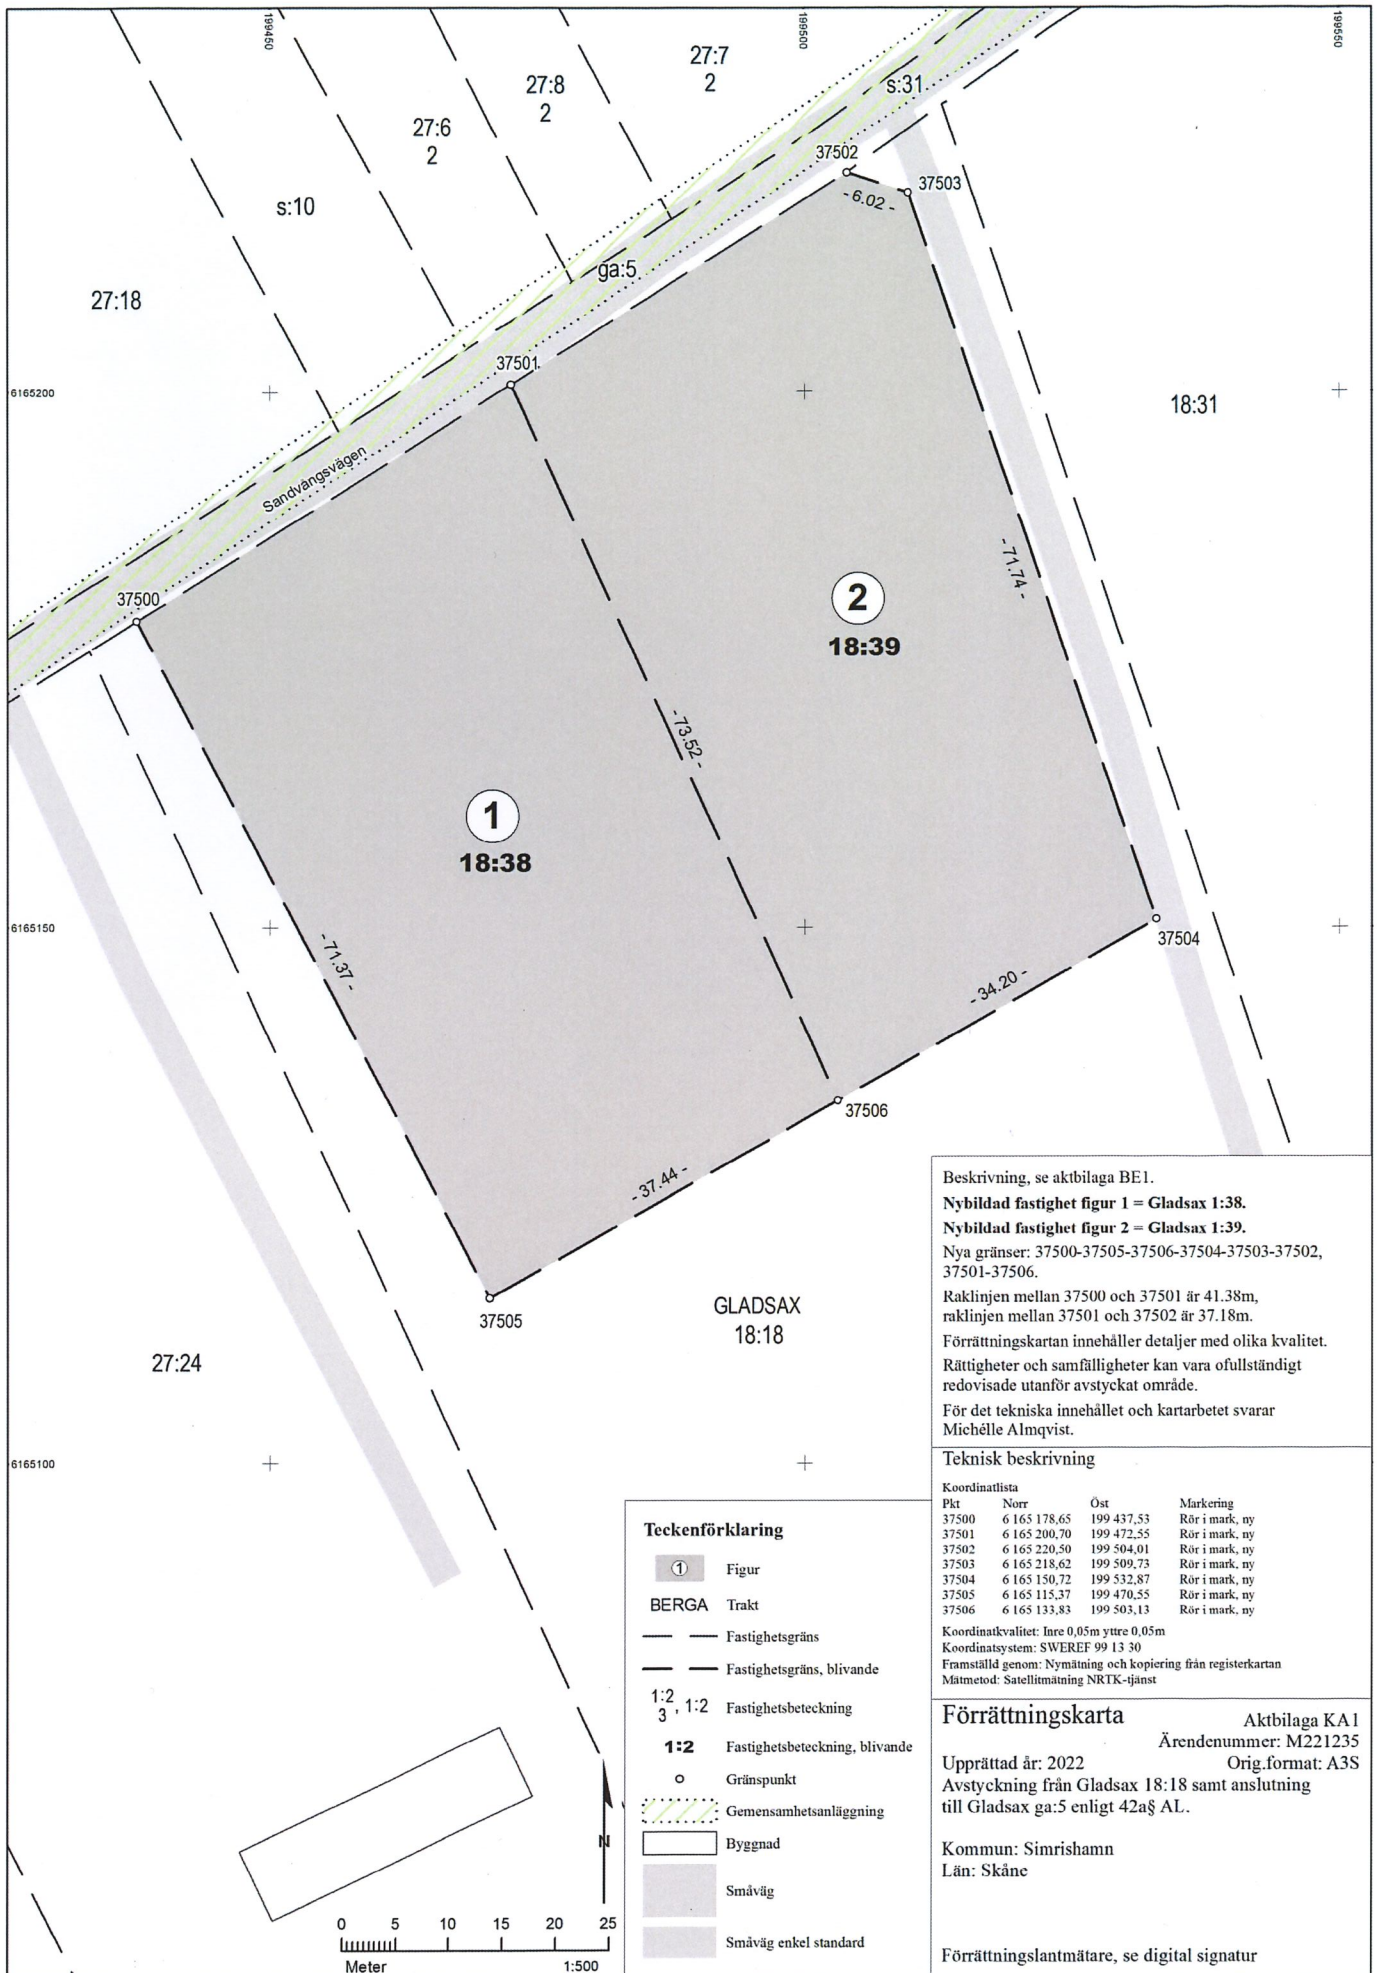 199450
199500
199550
27:7
2
27:8
2
27:6
2
s:31
s:10
37502
37503
- 6.02 -
ga:5
27:18
37501
6165200
18:31
Sandvångsvägen
37500
- 71.74 -
2
18:39
- 73.52 -
1
18:38
6165150
37504
- 71.37 -
- 34.20 -
37506
- 37.44 -
37505
GLADSAX
18:18
27:24
6165100
Beskrivning, se aktbilaga BE1.
Nybildad fastighet figur 1 = Gladsax 1:38.
Nybildad fastighet figur 2 = Gladsax 1:39.
Nya gränser: 37500-37505-37506-37504-37503-37502,
37501-37506.
Raklinjen mellan 37500 och 37501 är 41.38m,
raklinjen mellan 37501 och 37502 är 37.18m.
Förrättningskartan innehåller detaljer med olika kvalitet.
Rättigheter och samfälligheter kan vara ofullständigt
redovisade utanför avstyckat område.
För det tekniska innehållet och kartarbetet svarar
Michélle Almqvist.
Teknisk beskrivning
Koordinatlista
Pkt Norr Öst Markering
37500 6 165 178,65 199 437,53 Rör i mark, ny
37501 6 165 200,70 199 472,55 Rör i mark, ny
37502 6 165 220,50 199 504,01 Rör i mark, ny
37503 6 165 218,62 199 509,73 Rör i mark, ny
37504 6 165 150,72 199 532,87 Rör i mark, ny
37505 6 165 115,37 199 470,55 Rör i mark, ny
37506 6 165 133,83 199 503,13 Rör i mark, ny
Koordinatkvalitet: Inre 0,05m yttre 0,05m
Koordinatsystem: SWEREF 99 13 30
Framställd genom: Nymätning och kopiering från registerkartan
Mätmetod: Satellitmätning NRTK-tjänst
Förrättningskarta
Aktbilaga KA1
Ärendenummer: M221235
Upprättad år: 2022 Orig.format: A3S
Avstyckning från Gladsax 18:18 samt anslutning
till Gladsax ga:5 enligt 42a§ AL.
Kommun: Simrishamn
Län: Skåne
Förrättningslantmätare, se digital signatur
Teckenförklaring
1 Figur
BERGA Trakt
Fastighetsgräns
Fastighetsgräns, blivande
1:2
3 , 1:2 Fastighetsbeteckning
1:2 Fastighetsbeteckning, blivande
Gränspunkt
Gemensamhetsanläggning
Byggnad
Småväg
Småväg enkel standard
N
0 5 10 15 20 25
Meter 1:500